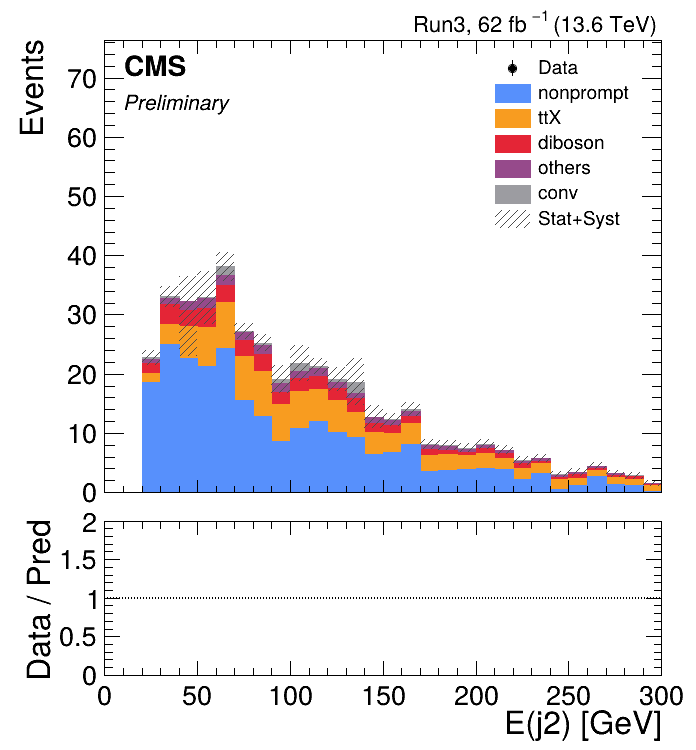 Run3, 62 fb⁻¹ (13.6 TeV)
CMS
Preliminary
Data
nonprompt
ttX
diboson
others
conv
Stat+Syst
Events
70
60
50
40
30
20
10
0
Data / Pred
2
1.5
1
0.5
0
0 50 100 150 200 250 300
E(j2) [GeV]